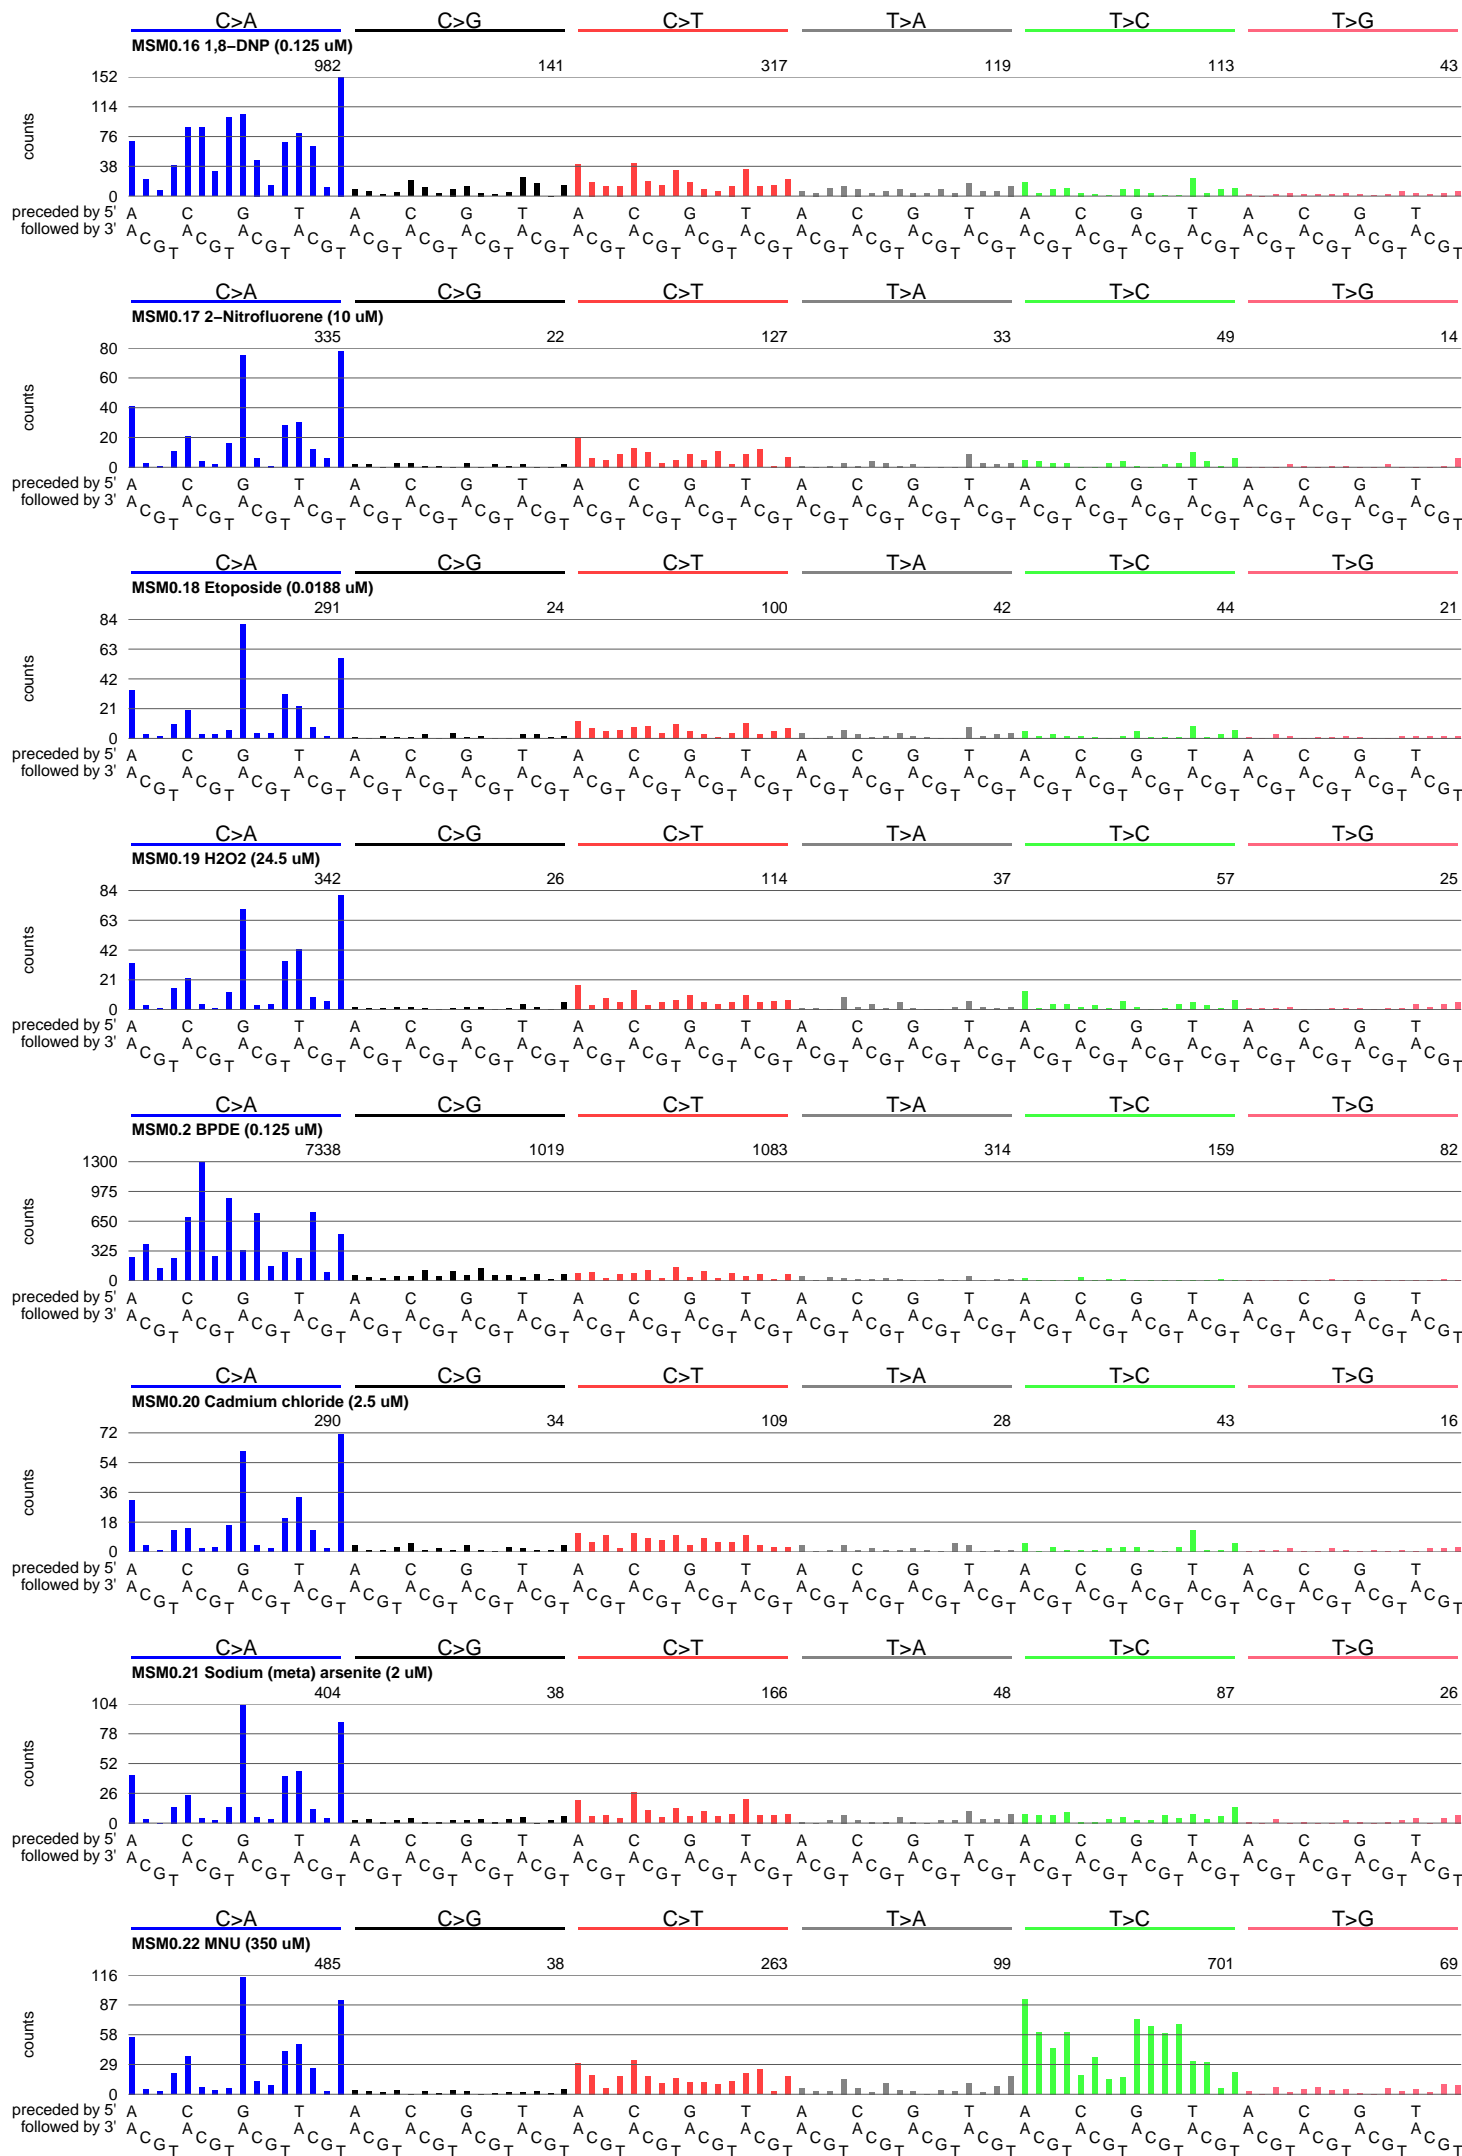 C>A C>G C>T T>A T>C T>G
MSM0.16 1,8−DNP (0.125 uM)
982 141 317 119 113 43
152
114
76
38
0
counts
preceded by 5' A C G T A C G T A C G T A C G T A C G T A C G T
followed by 3' A C G T A C G T A C G T A C G T A C G T A C G T A C G T A C G T A C G T A C G T A C G T A C G T A C G T A C G T A C G T A C G T A C G T A C G T A C G T A C G T A C G T A C G T A C G T A C G T
C>A C>G C>T T>A T>C T>G
MSM0.17 2−Nitrofluorene (10 uM)
335 22 127 33 49 14
80
60
40
20
0
counts
preceded by 5' A C G T A C G T A C G T A C G T A C G T A C G T
followed by 3' A C G T A C G T A C G T A C G T A C G T A C G T A C G T A C G T A C G T A C G T A C G T A C G T A C G T A C G T A C G T A C G T A C G T A C G T A C G T A C G T A C G T A C G T A C G T A C G T
C>A C>G C>T T>A T>C T>G
MSM0.18 Etoposide (0.0188 uM)
291 24 100 42 44 21
84
63
42
21
0
counts
preceded by 5' A C G T A C G T A C G T A C G T A C G T A C G T
followed by 3' A C G T A C G T A C G T A C G T A C G T A C G T A C G T A C G T A C G T A C G T A C G T A C G T A C G T A C G T A C G T A C G T A C G T A C G T A C G T A C G T A C G T A C G T A C G T A C G T
C>A C>G C>T T>A T>C T>G
MSM0.19 H2O2 (24.5 uM)
342 26 114 37 57 25
84
63
42
21
0
counts
preceded by 5' A C G T A C G T A C G T A C G T A C G T A C G T
followed by 3' A C G T A C G T A C G T A C G T A C G T A C G T A C G T A C G T A C G T A C G T A C G T A C G T A C G T A C G T A C G T A C G T A C G T A C G T A C G T A C G T A C G T A C G T A C G T A C G T
C>A C>G C>T T>A T>C T>G
MSM0.2 BPDE (0.125 uM)
7338 1019 1083 314 159 82
1300
975
650
325
0
counts
preceded by 5' A C G T A C G T A C G T A C G T A C G T A C G T
followed by 3' A C G T A C G T A C G T A C G T A C G T A C G T A C G T A C G T A C G T A C G T A C G T A C G T A C G T A C G T A C G T A C G T A C G T A C G T A C G T A C G T A C G T A C G T A C G T A C G T
C>A C>G C>T T>A T>C T>G
MSM0.20 Cadmium chloride (2.5 uM)
290 34 109 28 43 16
72
54
36
18
0
counts
preceded by 5' A C G T A C G T A C G T A C G T A C G T A C G T
followed by 3' A C G T A C G T A C G T A C G T A C G T A C G T A C G T A C G T A C G T A C G T A C G T A C G T A C G T A C G T A C G T A C G T A C G T A C G T A C G T A C G T A C G T A C G T A C G T A C G T
C>A C>G C>T T>A T>C T>G
MSM0.21 Sodium (meta) arsenite (2 uM)
404 38 166 48 87 26
104
78
52
26
0
counts
preceded by 5' A C G T A C G T A C G T A C G T A C G T A C G T
followed by 3' A C G T A C G T A C G T A C G T A C G T A C G T A C G T A C G T A C G T A C G T A C G T A C G T A C G T A C G T A C G T A C G T A C G T A C G T A C G T A C G T A C G T A C G T A C G T A C G T
C>A C>G C>T T>A T>C T>G
MSM0.22 MNU (350 uM)
485 38 263 99 701 69
116
87
58
29
0
counts
preceded by 5' A C G T A C G T A C G T A C G T A C G T A C G T
followed by 3' A C G T A C G T A C G T A C G T A C G T A C G T A C G T A C G T A C G T A C G T A C G T A C G T A C G T A C G T A C G T A C G T A C G T A C G T A C G T A C G T A C G T A C G T A C G T A C G T